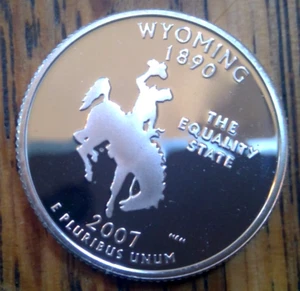 WYOMING
1890
THE
EQUALITY
STATE
2007
E PLURIBUS UNUM